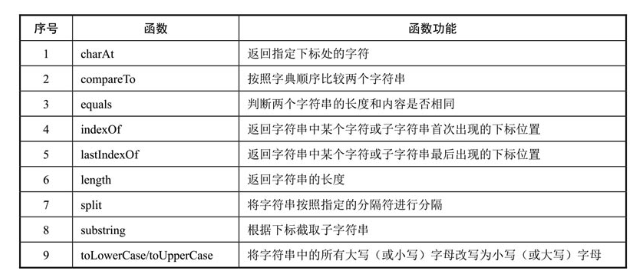 序号 函数 函数功能
1 charAt 返回指定下标处的字符
2 compareTo 按照字典顺序比较两个字符串
3 equals 判断两个字符串的长度和内容是否相同
4 indexOf 返回字符串中某个字符或子字符串首次出现的下标位置
5 lastIndexOf 返回字符串中某个字符或子字符串最后出现的下标位置
6 length 返回字符串的长度
7 split 将字符串按照指定的分隔符进行分隔
8 substring 根据下标截取子字符串
9 toLowerCase/toUpperCase 将字符串中的所有大写（或小写）字母改写为小写（或大写）字母